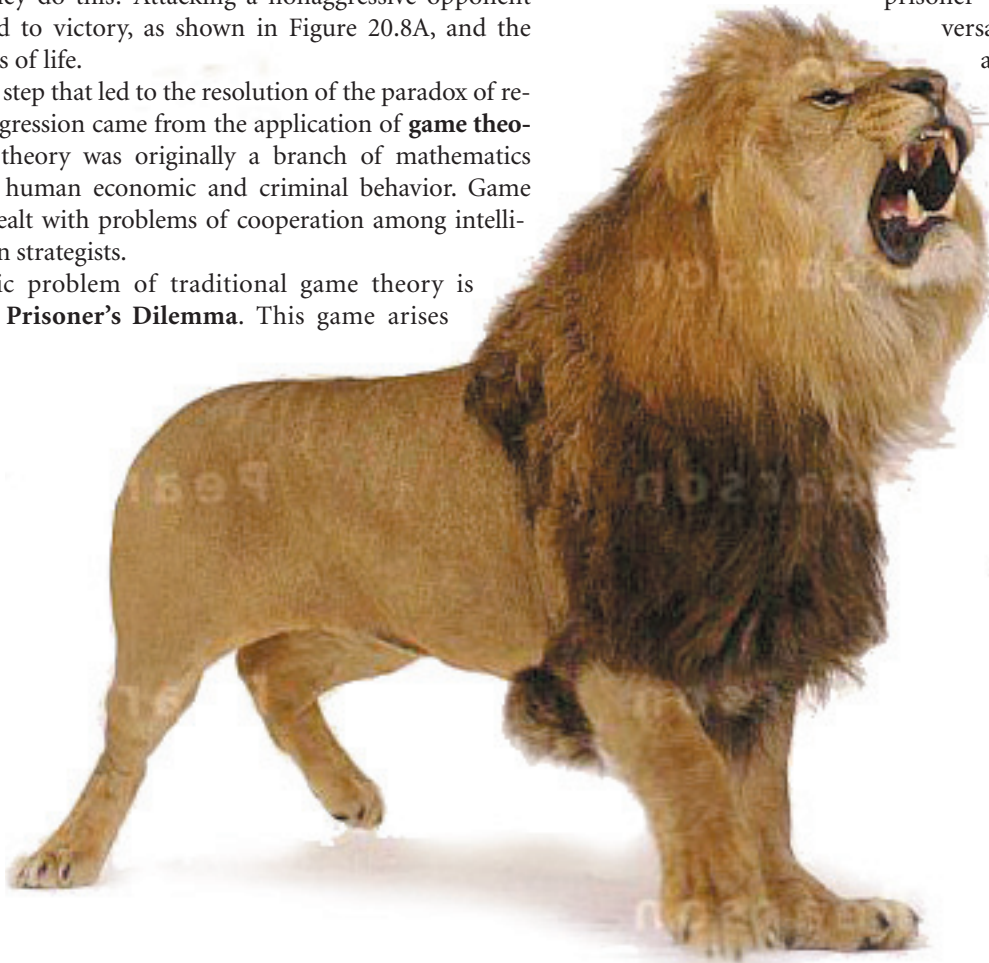 they do this? Attacking a nonaggressive opponent
d to victory, as shown in Figure 20.8A, and the
s of life.
step that led to the resolution of the paradox of re-
gression came from the application of game theo-
theory was originally a branch of mathematics
human economic and criminal behavior. Game
ealt with problems of cooperation among intelli-
n strategists.
ic problem of traditional game theory is
Prisoner’s Dilemma. This game arises
prisoner
versa
a